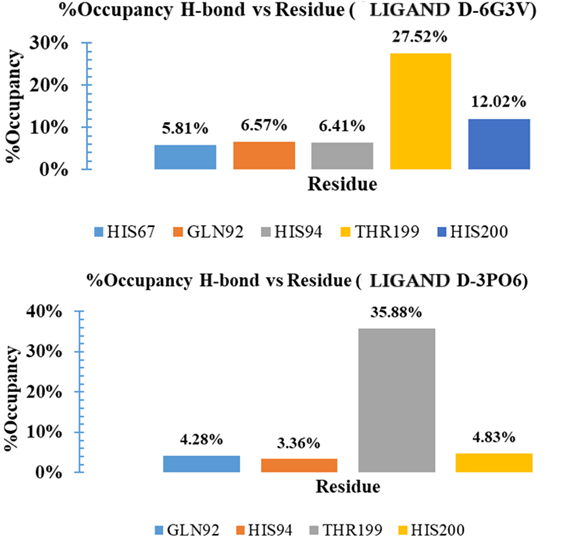 %Occupancy H-bond vs Residue ( LIGAND D-6G3V)
%Occupancy
30%
20%
10%
0%
5.81%
6.57%
6.41%
27.52%
12.02%
Residue
HIS67 GLN92 HIS94 THR199 HIS200
%Occupancy H-bond vs Residue ( LIGAND D-3PO6)
%Occupancy
40%
30%
20%
10%
0%
4.28%
3.36%
35.88%
4.83%
Residue
GLN92 HIS94 THR199 HIS200